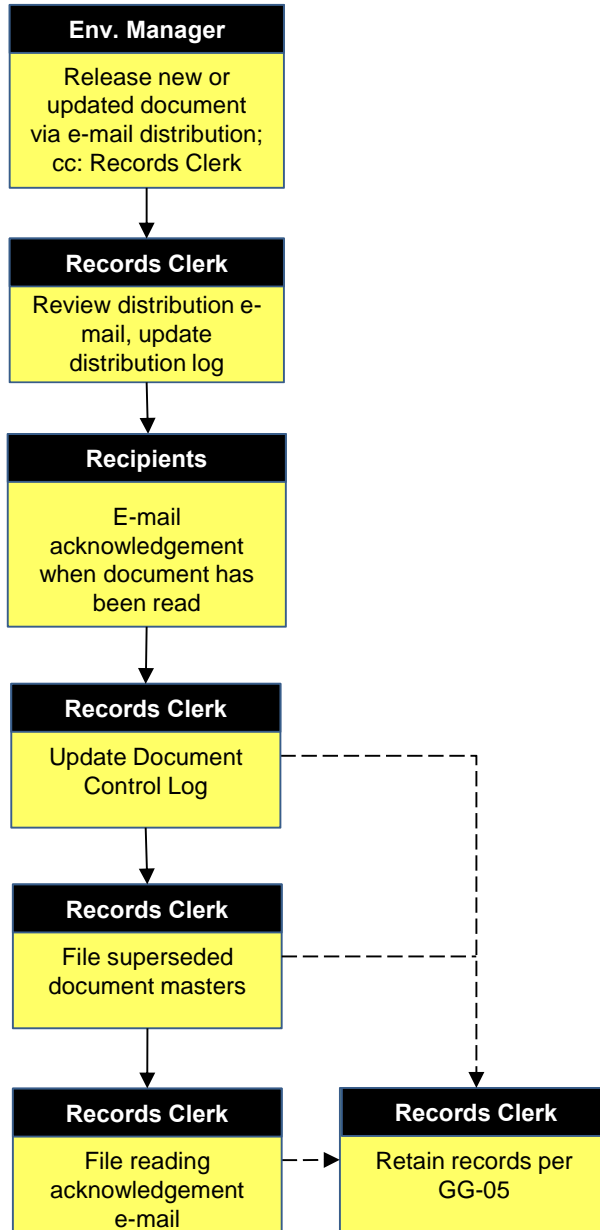 Env. Manager
Release new or
updated document
via e-mail distribution;
cc: Records Clerk
Records Clerk
Review distribution e-
mail, update
distribution log
Recipients
E-mail
acknowledgement
when document has
been read
Records Clerk
Update Document
Control Log
Records Clerk
File superseded
document masters
Records Clerk
File reading
acknowledgement
e-mail
Records Clerk
Retain records per
GG-05